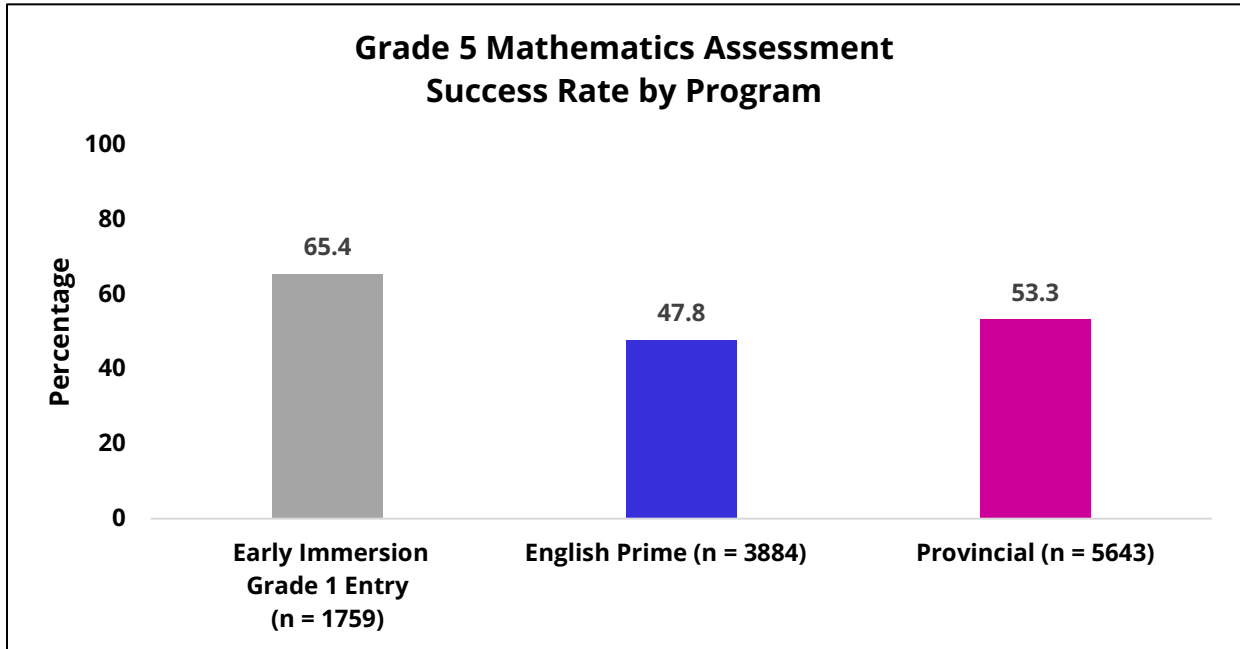 Grade 5 Mathematics Assessment
Success Rate by Program
Percentage
100
80
60
40
20
0
65.4
47.8
53.3
Early Immersion
Grade 1 Entry
(n = 1759)
English Prime (n = 3884)
Provincial (n = 5643)